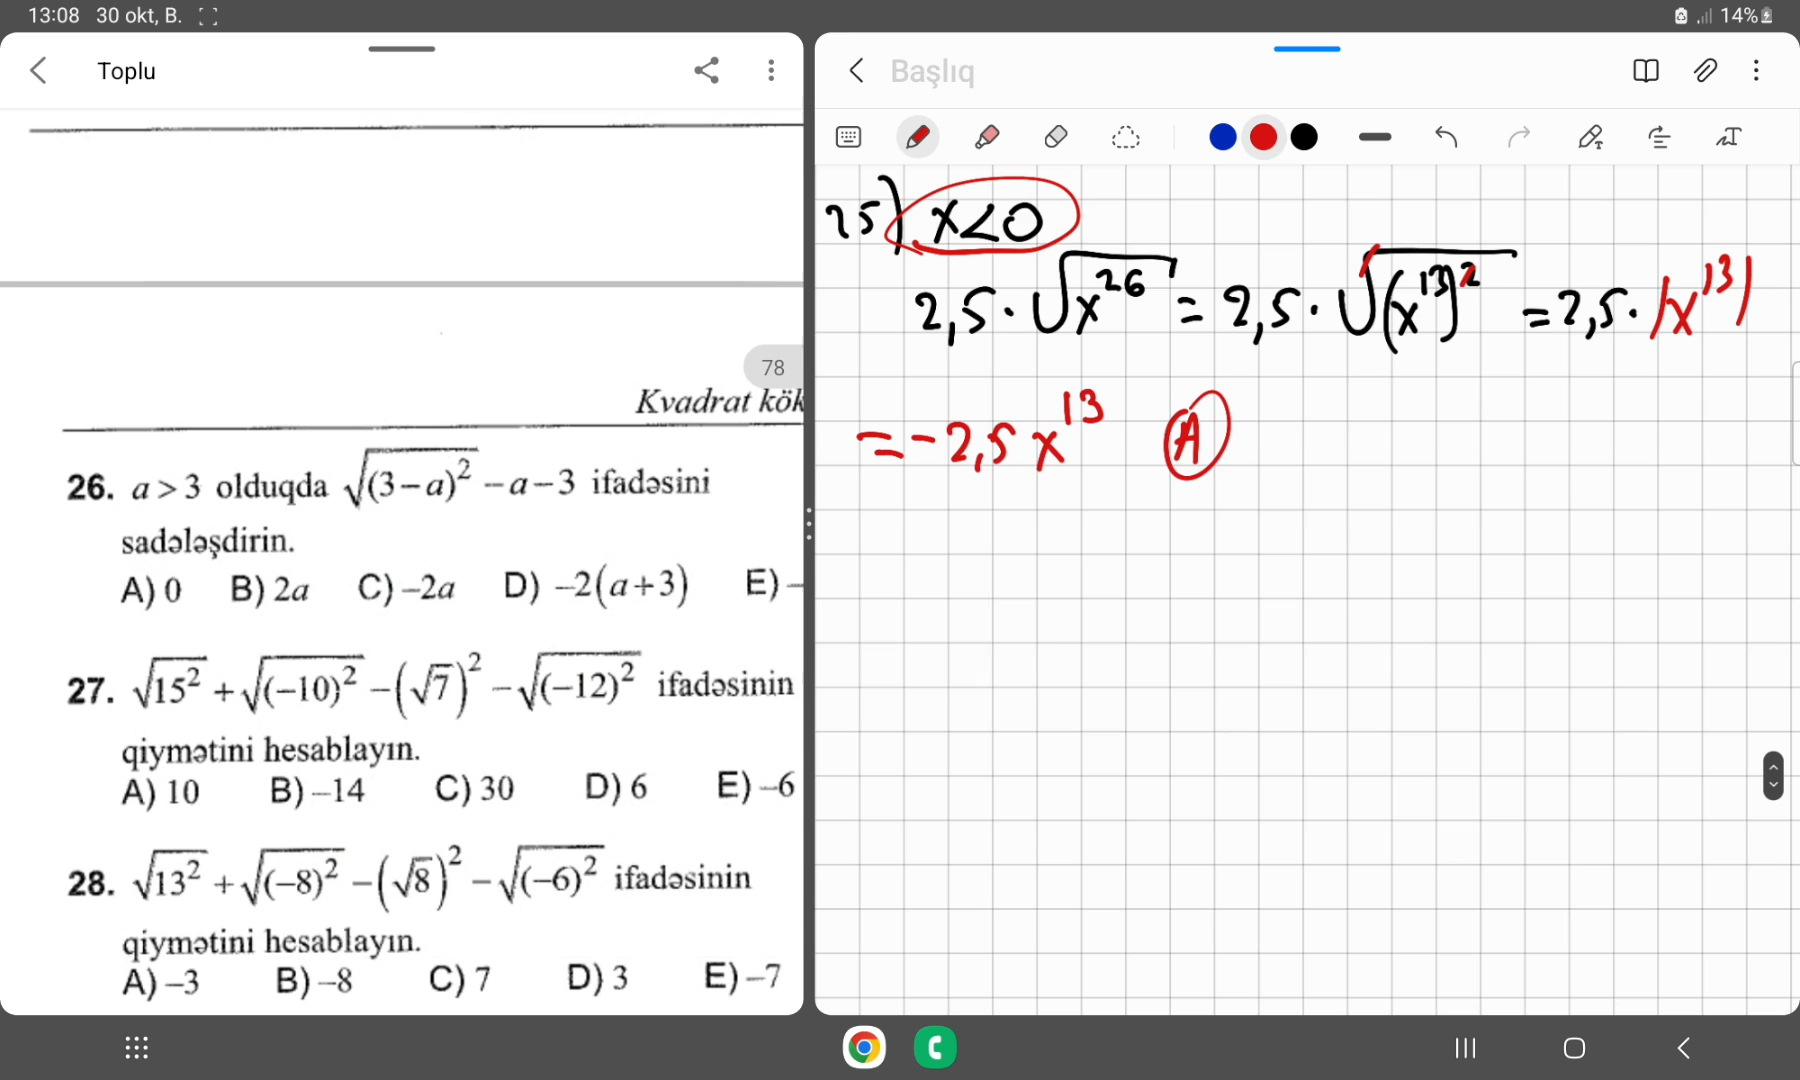 13:08 30 okt, B. 14%
Toplu
Başlıq
78
Kvadrat kök
26. a > 3 olduqda √(3−a)² − a − 3 ifadəsini
sadələşdirin.
A) 0 B) 2a C) −2a D) −2(a+3) E) −
27. √15² + √(−10)² − (√7)² − √(−12)² ifadəsinin
qiymətini hesablayın.
A) 10 B) −14 C) 30 D) 6 E) −6
28. √13² + √(−8)² − (√8)² − √(−6)² ifadəsinin
qiymətini hesablayın.
A) −3 B) −8 C) 7 D) 3 E) −7
25) x<0
2,5 · √x²⁶ = 2,5 · √(x¹³)² = 2,5 · |x¹³|
= −2,5 x¹³ A